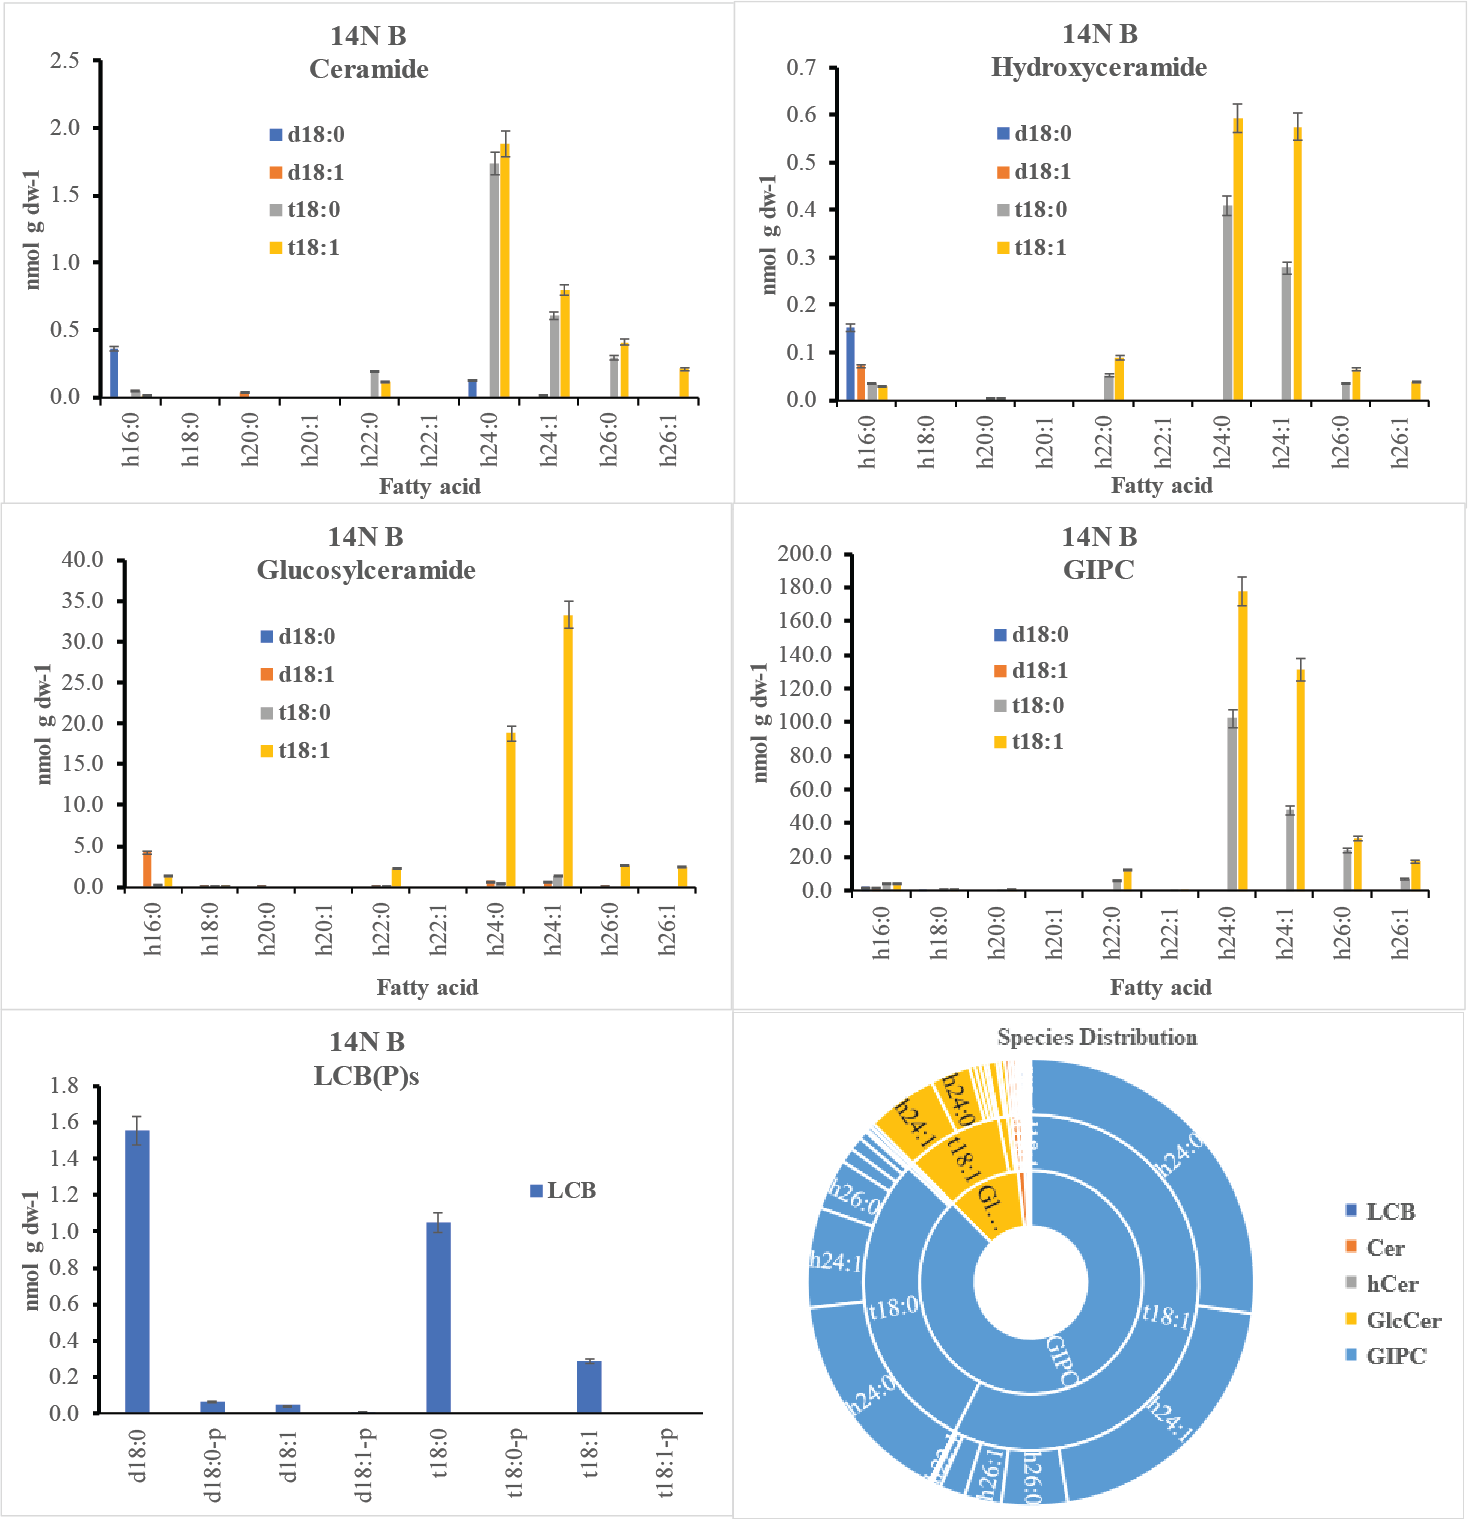 14N B
Ceramide
2.5
2.0
1.5
1.0
0.5
0.0
nmol g dw-1
d18:0
d18:1
t18:0
t18:1
h16:0
h18:0
h20:0
h20:1
h22:0
h22:1
h24:0
h24:1
h26:0
h26:1
Fatty acid
14N B
Hydroxyceramide
0.7
0.6
0.5
0.4
0.3
0.2
0.1
0.0
nmol g dw-1
d18:0
d18:1
t18:0
t18:1
h16:0
h18:0
h20:0
h20:1
h22:0
h22:1
h24:0
h24:1
h26:0
h26:1
Fatty acid
14N B
Glucosylceramide
40.0
35.0
30.0
25.0
20.0
15.0
10.0
5.0
0.0
nmol g dw-1
d18:0
d18:1
t18:0
t18:1
h16:0
h18:0
h20:0
h20:1
h22:0
h22:1
h24:0
h24:1
h26:0
h26:1
Fatty acid
14N B
GIPC
200.0
180.0
160.0
140.0
120.0
100.0
80.0
60.0
40.0
20.0
0.0
nmol g dw-1
d18:0
d18:1
t18:0
t18:1
h16:0
h18:0
h20:0
h20:1
h22:0
h22:1
h24:0
h24:1
h26:0
h26:1
Fatty acid
14N B
LCB(P)s
1.8
1.6
1.4
1.2
1.0
0.8
0.6
0.4
0.2
0.0
nmol g dw-1
LCB
d18:0
d18:0-p
d18:1
d18:1-p
t18:0
t18:0-p
t18:1
t18:1-p
Species Distribution
h24:0
h24:1
h26:0
h26:1
h24:0
h24:1
h26:0
h24:1
h24:0
t18:1
t18:0
t18:1
GIPC
Gl...
LCB
Cer
hCer
GlcCer
GIPC